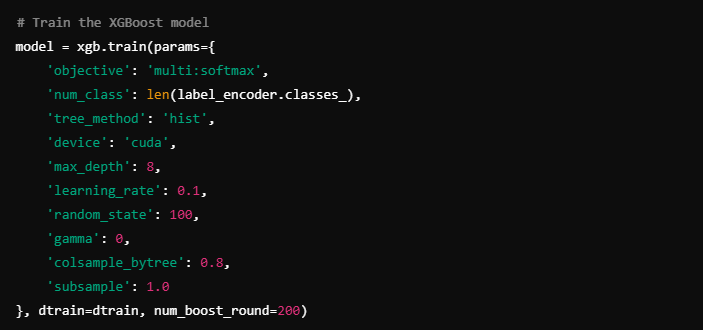 # Train the XGBoost model
model = xgb.train(params={
    'objective': 'multi:softmax',
    'num_class': len(label_encoder.classes_),
    'tree_method': 'hist',
    'device': 'cuda',
    'max_depth': 8,
    'learning_rate': 0.1,
    'random_state': 100,
    'gamma': 0,
    'colsample_bytree': 0.8,
    'subsample': 1.0
}, dtrain=dtrain, num_boost_round=200)